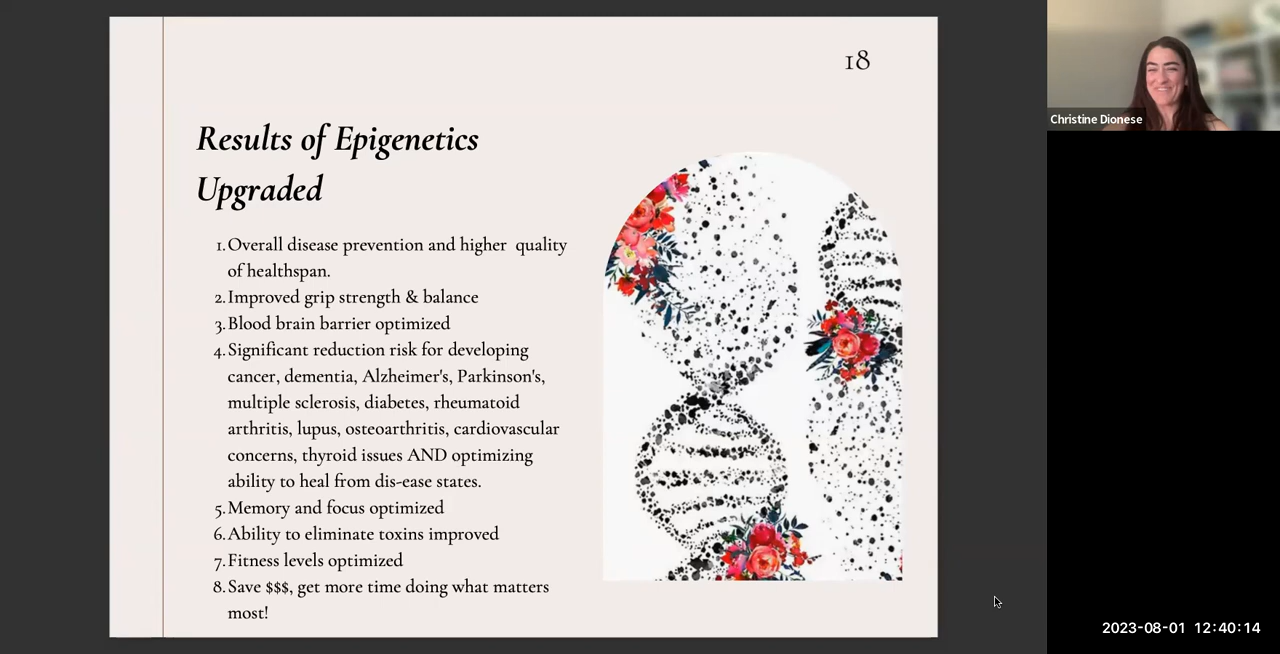 18
Results of Epigenetics
Upgraded
1. Overall disease prevention and higher quality
of healthspan.
2. Improved grip strength & balance
3. Blood brain barrier optimized
4. Significant reduction risk for developing
cancer, dementia, Alzheimer's, Parkinson's,
multiple sclerosis, diabetes, rheumatoid
arthritis, lupus, osteoarthritis, cardiovascular
concerns, thyroid issues AND optimizing
ability to heal from dis-ease states.
5. Memory and focus optimized
6. Ability to eliminate toxins improved
7. Fitness levels optimized
8. Save $$$, get more time doing what matters
most!
Christine Dionese
2023-08-01 12:40:14